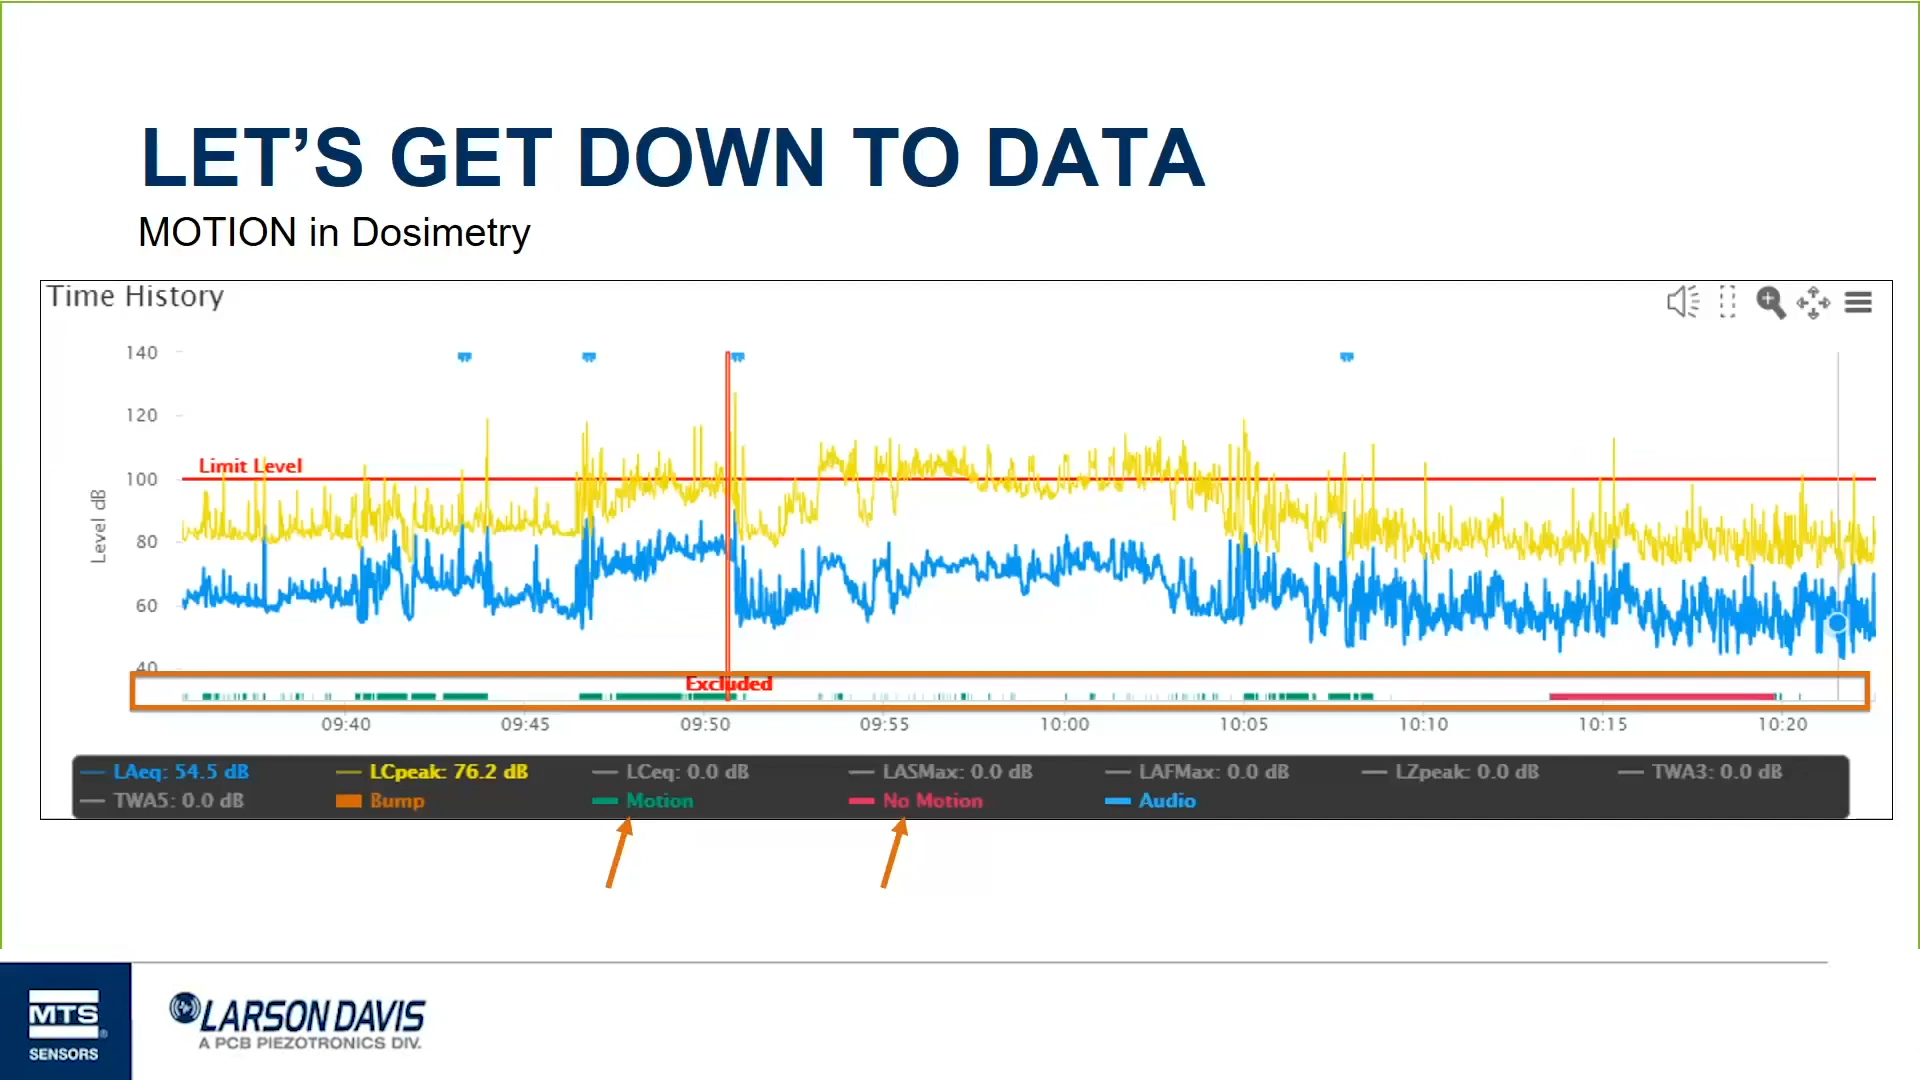 LET’S GET DOWN TO DATA
MOTION in Dosimetry
Time History
140
120
Limit Level
100
Level dB
80
60
40
Excluded
09:40 09:45 09:50 09:55 10:00 10:05 10:10 10:15 10:20
LAeq: 54.5 dB LCpeak: 76.2 dB LCeq: 0.0 dB LASMax: 0.0 dB LAFMax: 0.0 dB LZpeak: 0.0 dB TWA3: 0.0 dB
TWA5: 0.0 dB Bump Motion No Motion Audio
MTS ®
SENSORS
LARSON DAVIS
A PCB PIEZOTRONICS DIV.